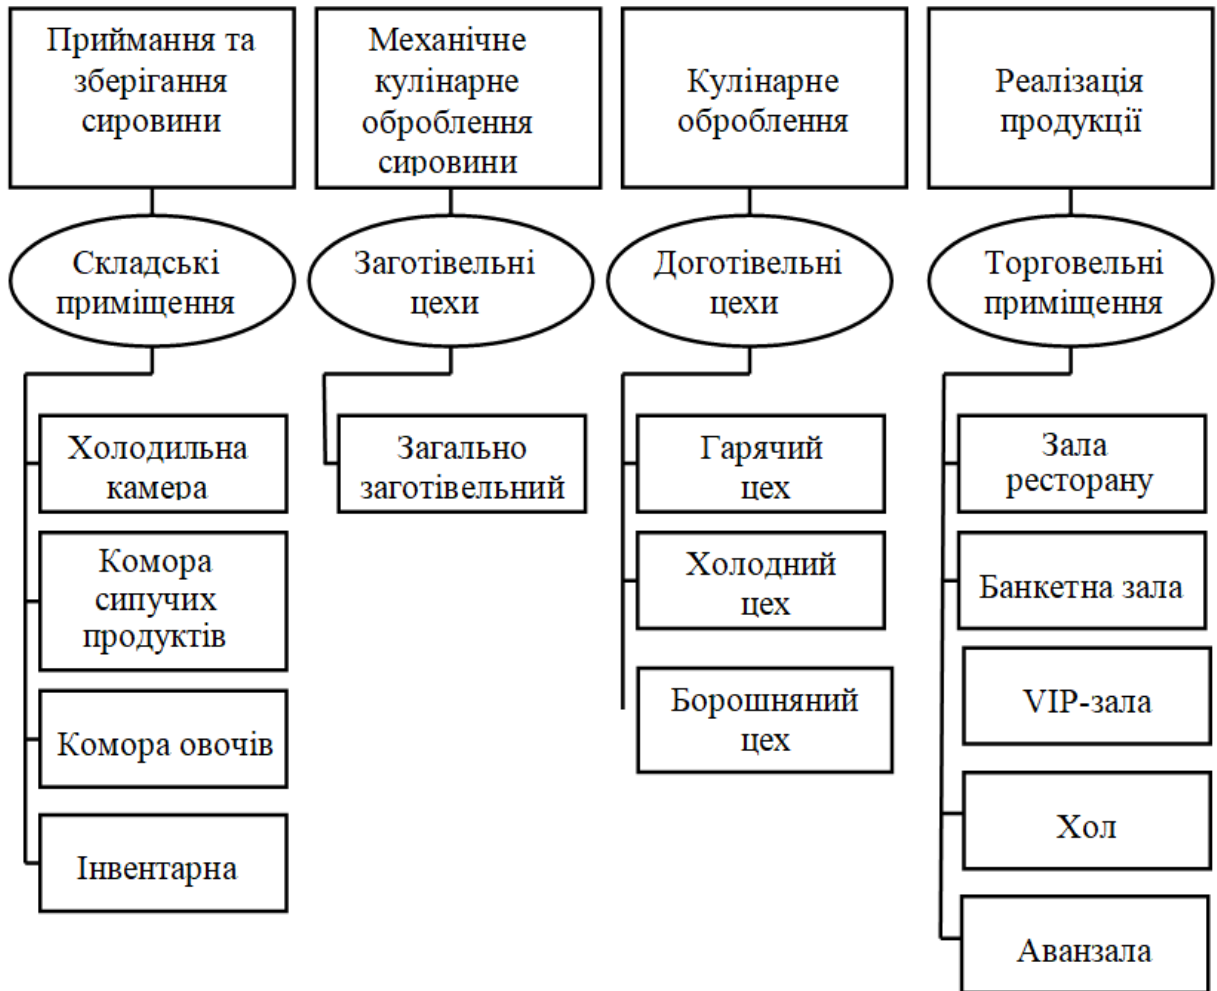 Приймання та
зберігання
сировини
Механічне
кулінарне
оброблення
сировини
Кулінарне
оброблення
Реалізація
продукції
Складські
приміщення
Заготівельні
цехи
Доготівельні
цехи
Торговельні
приміщення
Холодильна
камера
Комора
сипучих
продуктів
Комора овочів
Інвентарна
Загально
заготівельний
Гарячий
цех
Холодний
цех
Борошняний
цех
Зала
ресторану
Банкетна зала
VIP-зала
Хол
Аванзала